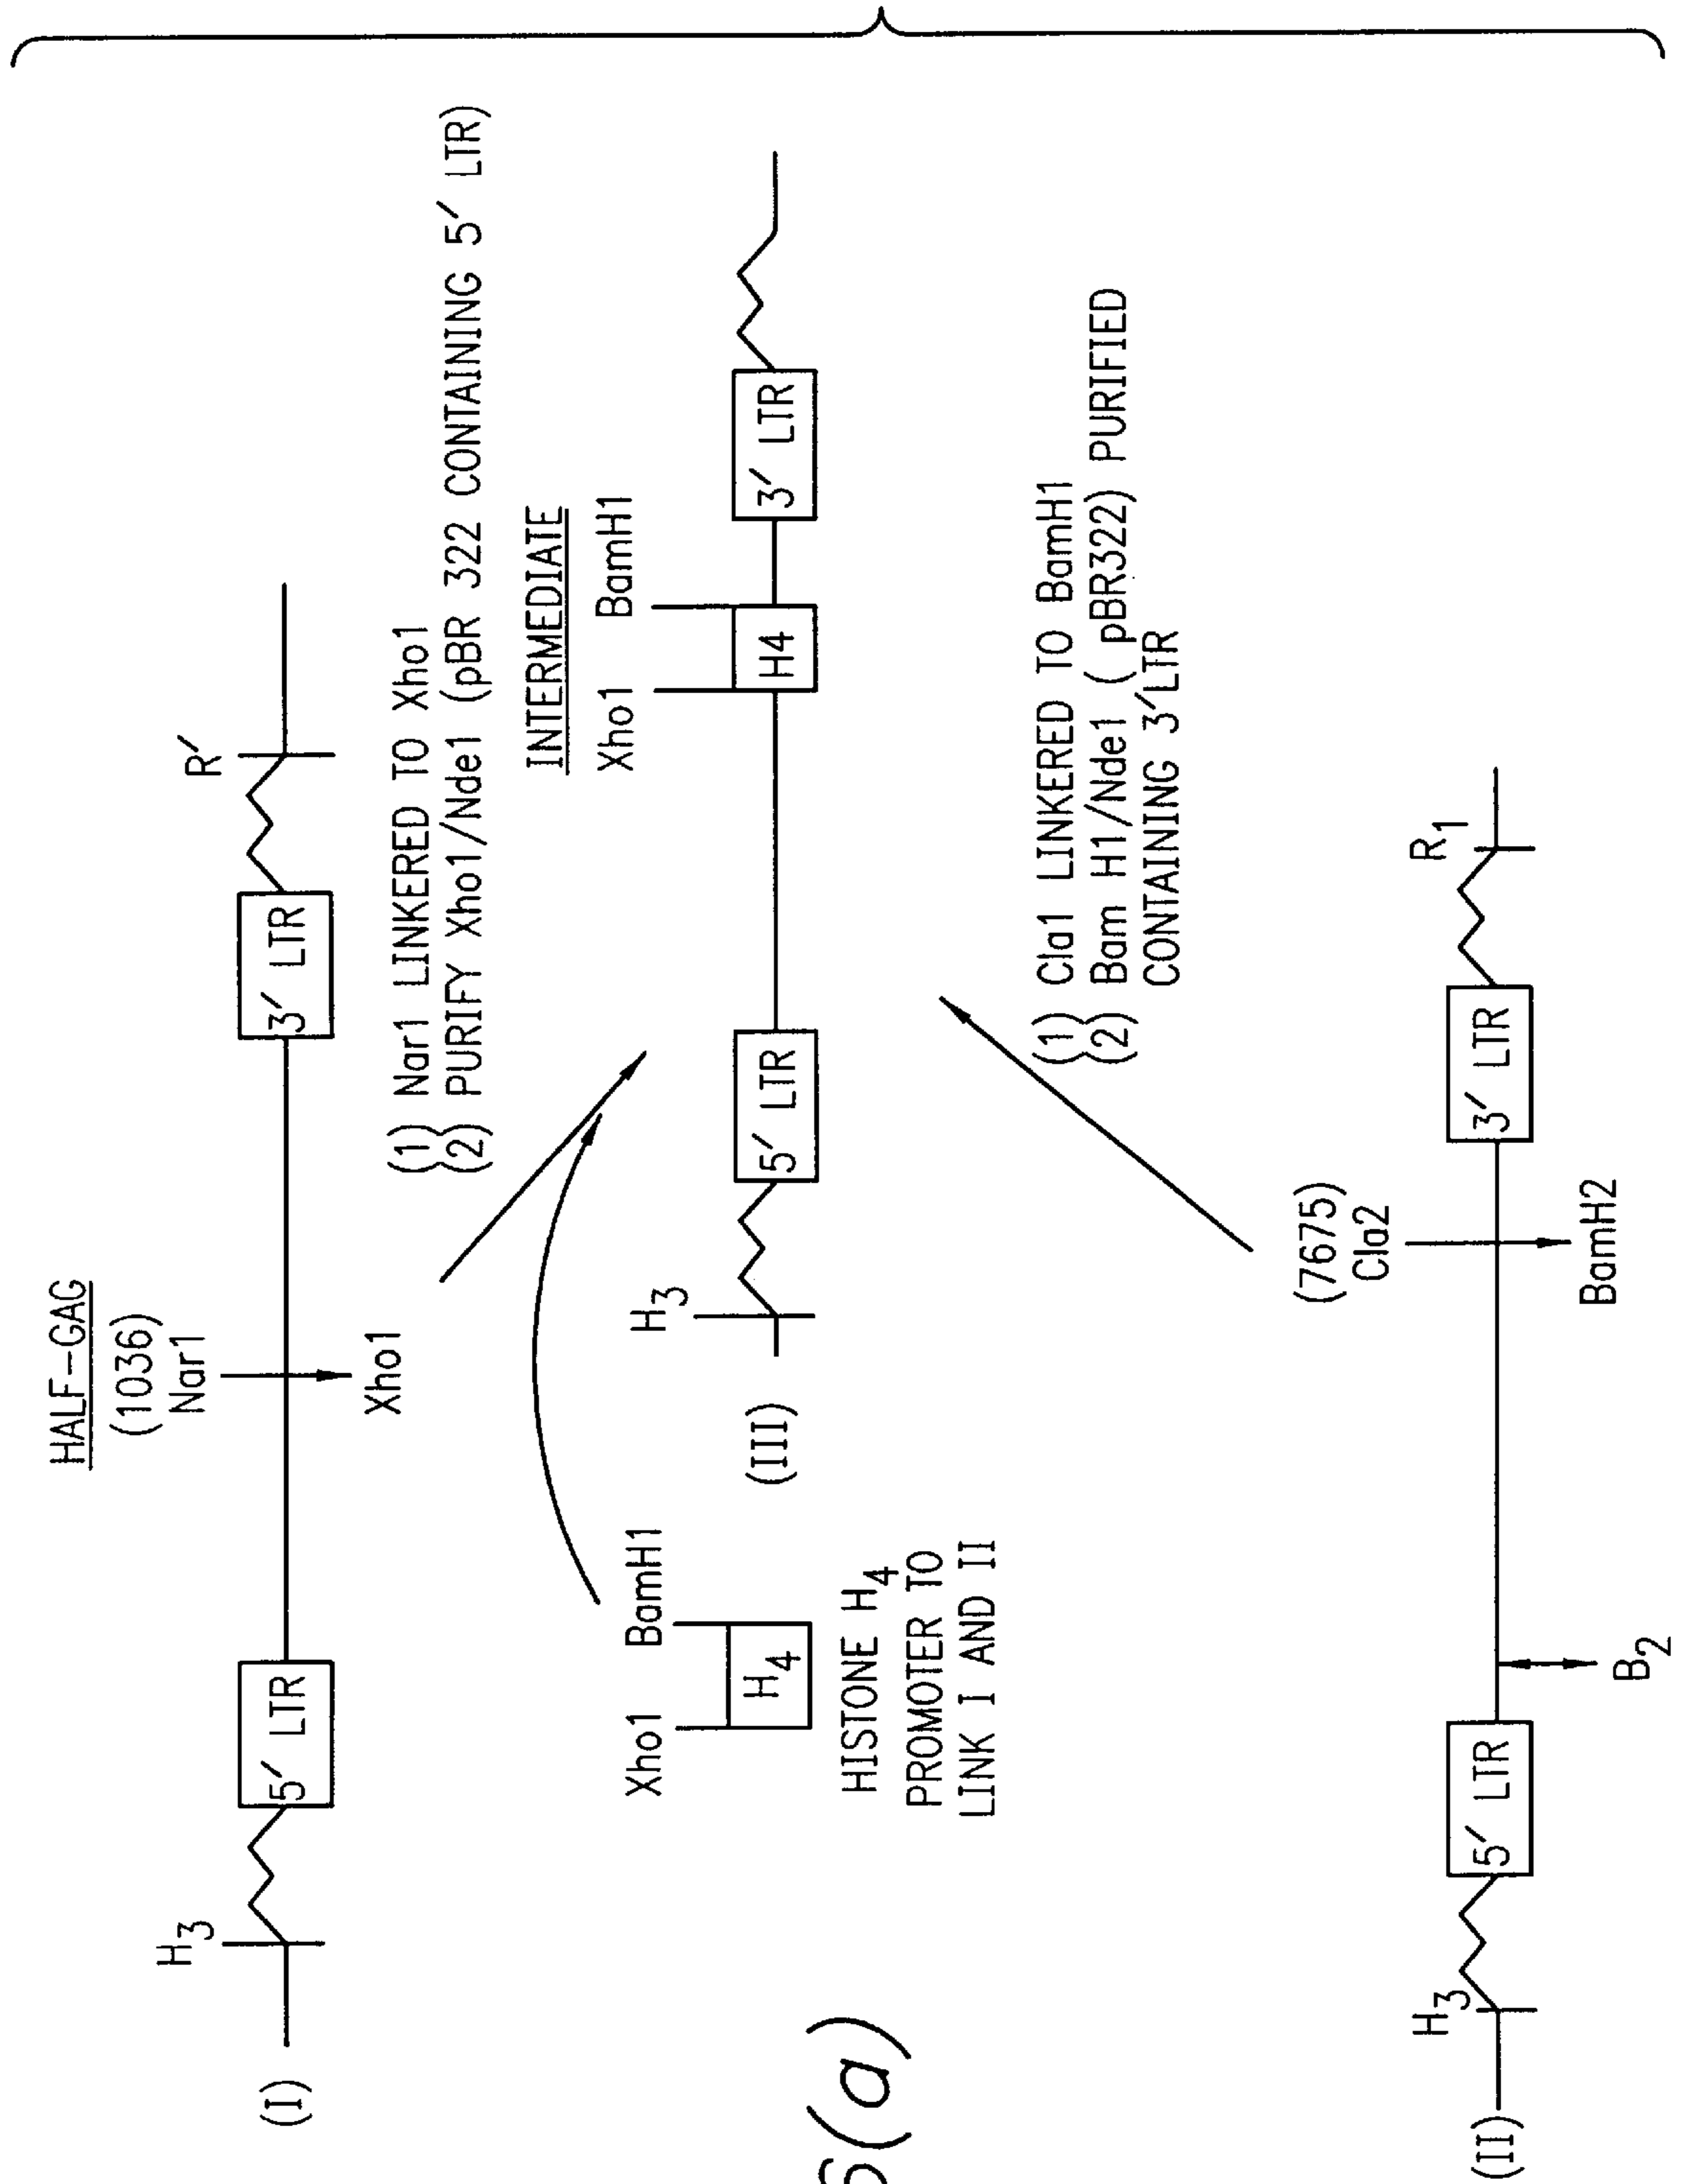 HALF-GAG
(1036)
Nar1
H3
R'
(I)
5' LTR
3' LTR
Xho1
(1) Nar1 LINKERED TO Xho1
(2) PURIFY Xho1/Nde1 (pBR 322 CONTAINING 5' LTR)
INTERMEDIATE
Xho1 BamH1
H4
HISTONE H4
PROMOTER TO
LINK I AND II
(III)
H3
5' LTR
Xho1 BamH1
H4
3' LTR
(1) Cla1 LINKERED TO BamH1
(2) Bam H1/Nde1 ( pBR322) PURIFIED
CONTAINING 3'LTR
(7675)
Cla2
H3
R1
(II)
5' LTR
3' LTR
B2
BamH2
6(a)